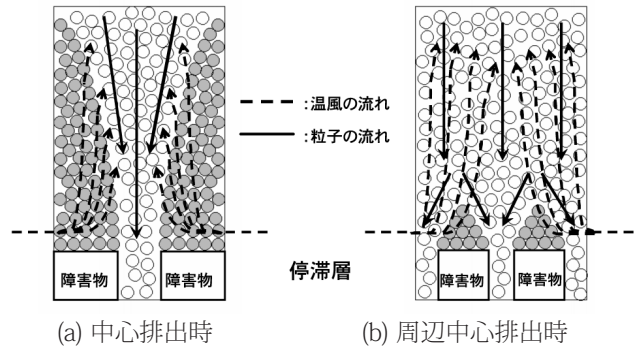 :温風の流れ
:粒子の流れ
障害物
障害物
停滞層
障害物
障害物
(a) 中心排出時
(b) 周辺中心排出時